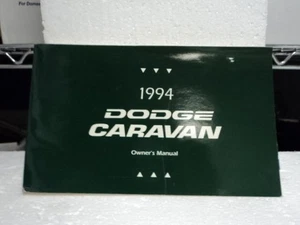 1994
DODGE
CARAVAN
Owner's Manual